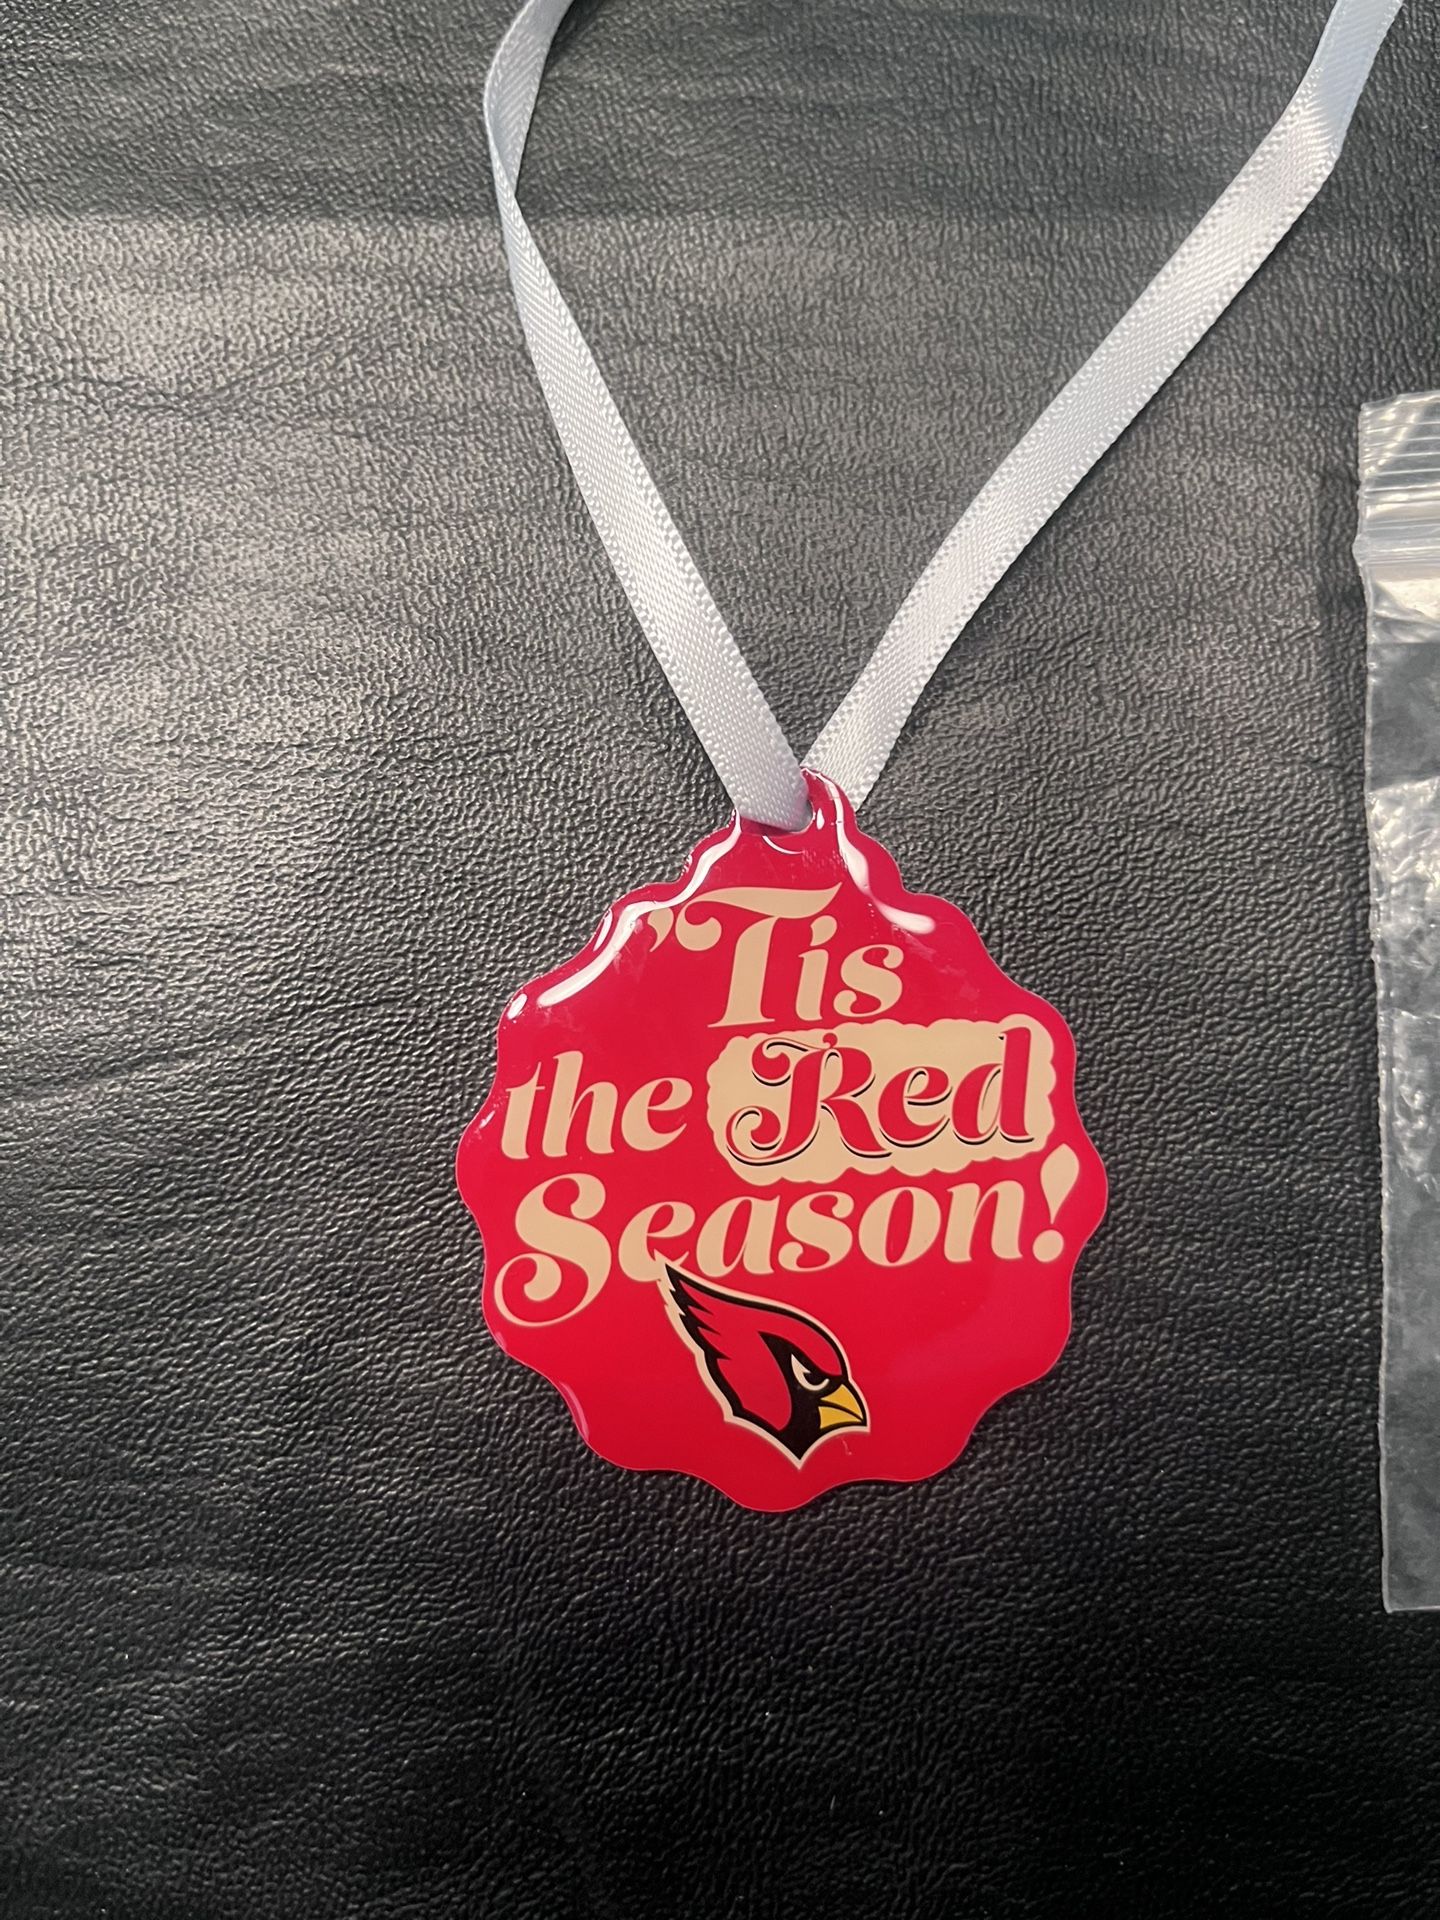 ’Tis
the Red
Season!